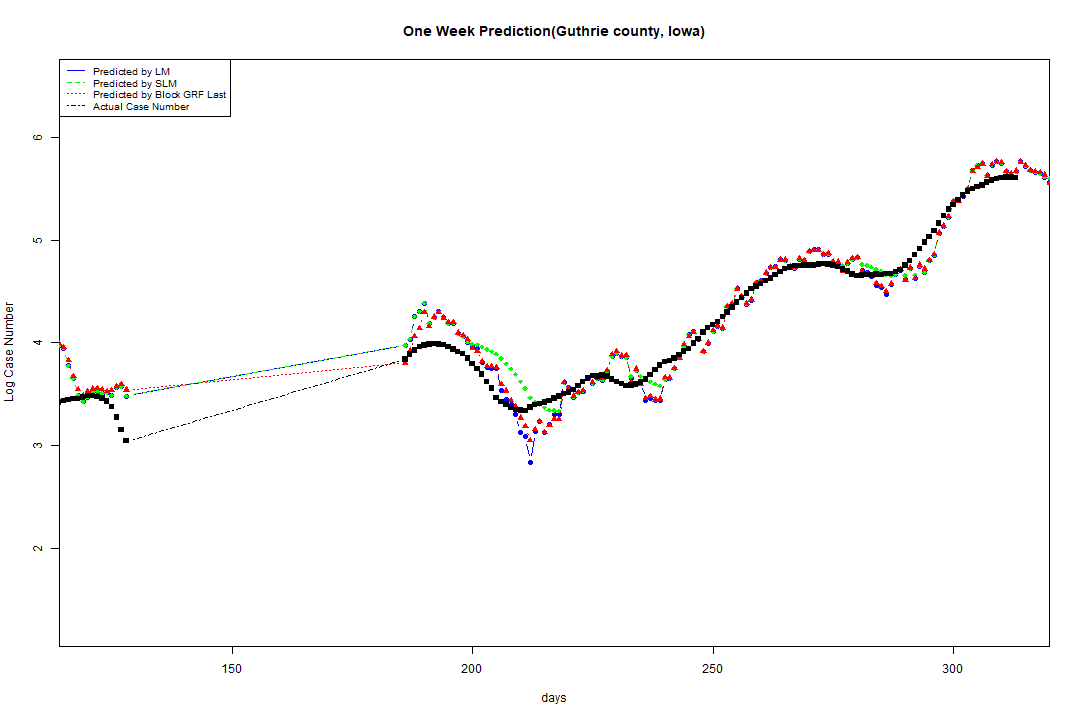 One Week Prediction(Guthrie county, Iowa)
Predicted by LM
Predicted by SLM
Predicted by Block GRF Last
Actual Case Number
6
5
4
3
2
Log Case Number
150 200 250 300
days